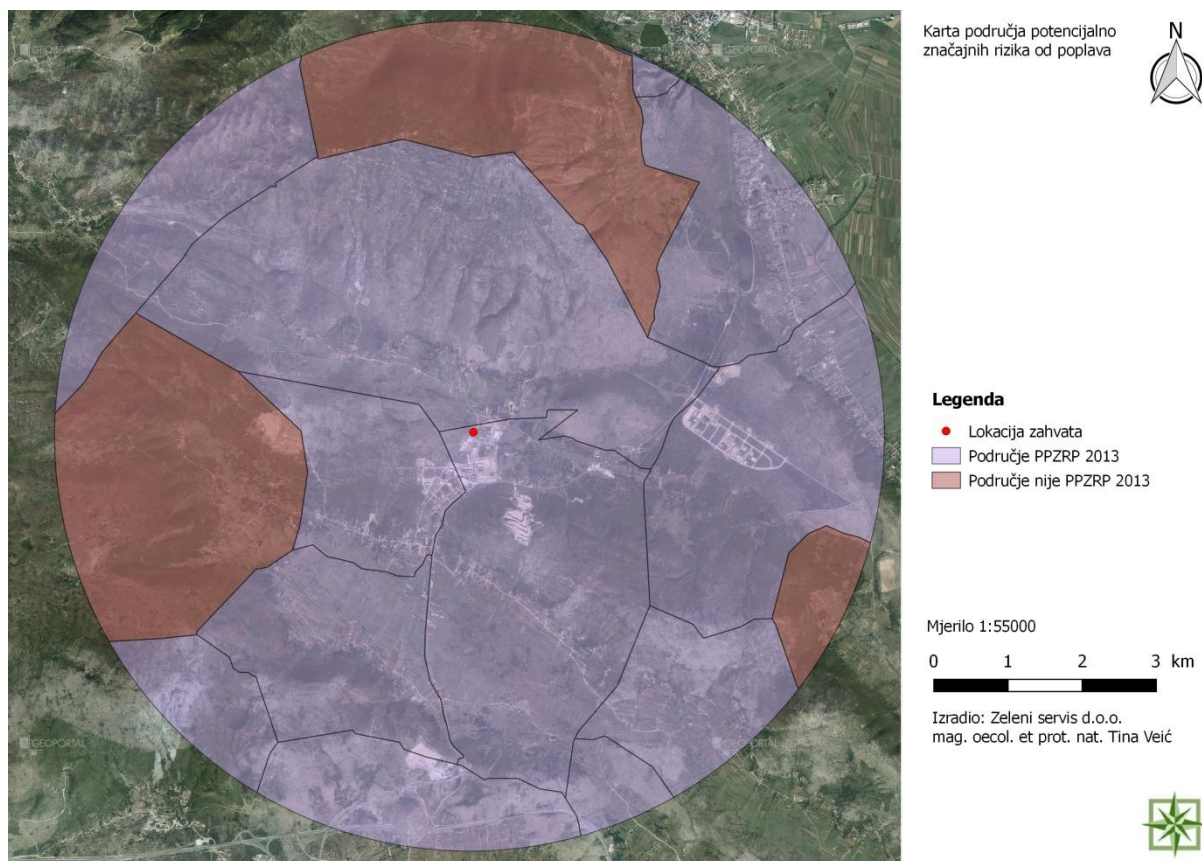 GEOPORTAL
GEOPORTAL
GEOPORTAL
GEOPORTAL
Karta područja potencijalno
značajnih rizika od poplava
N
Legenda
Lokacija zahvata
Područje PPZRP 2013
Područje nije PPZRP 2013
Mjerilo 1:55000
0 1 2 3 km
Izradio: Zeleni servis d.o.o.
mag. oecol. et prot. nat. Tina Veić